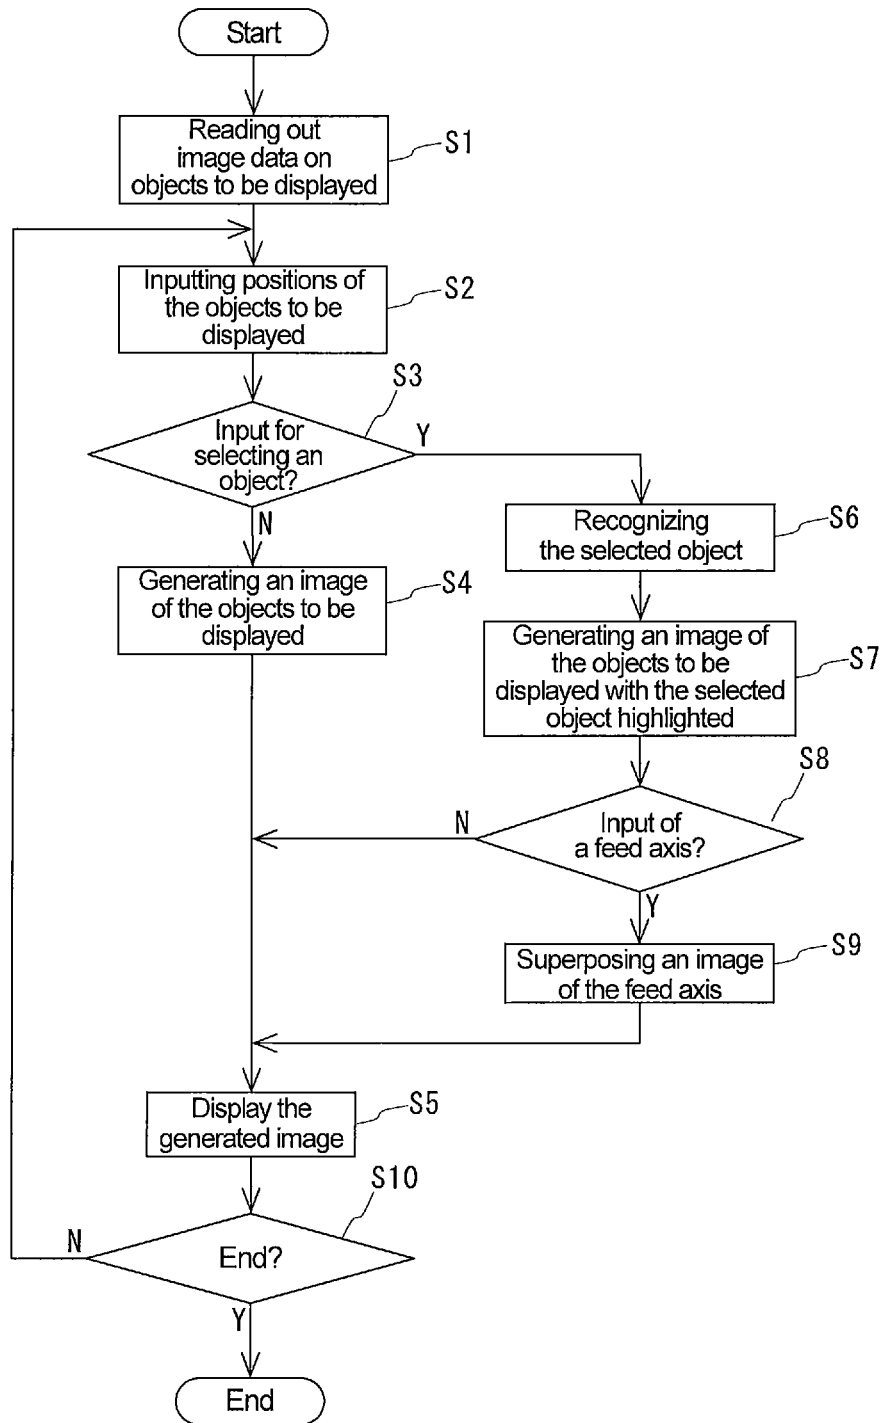 Start
Reading out
image data on
objects to be displayed
S1
Inputting positions of
the objects to be
displayed
S2
S3
Input for
selecting an
object?
Y
N
Generating an image
of the objects to be
displayed
S4
Recognizing
the selected object
S6
Generating an image of
the objects to be
displayed with the selected
object highlighted
S7
S8
Input of
a feed axis?
N
Y
Superposing an image
of the feed axis
S9
Display the
generated image
S5
S10
End?
N
Y
End